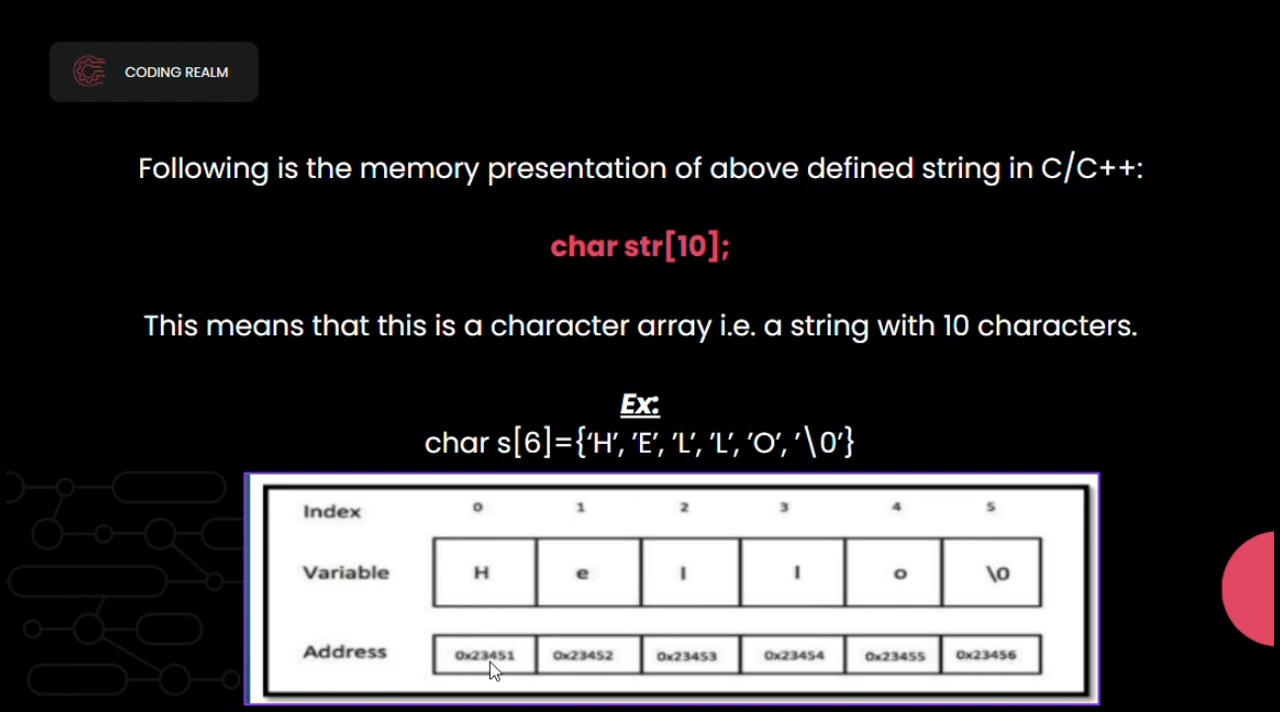 CODING REALM
Following is the memory presentation of above defined string in C/C++:
char str[10];
This means that this is a character array i.e. a string with 10 characters.
Ex:
char s[6]={‘H’, ’E’, ’L’, ’L’, ’O’, ’\0’}
Index 0 1 2 3 4 5
Variable H e l l o \0
Address 0x23451 0x23452 0x23453 0x23454 0x23455 0x23456